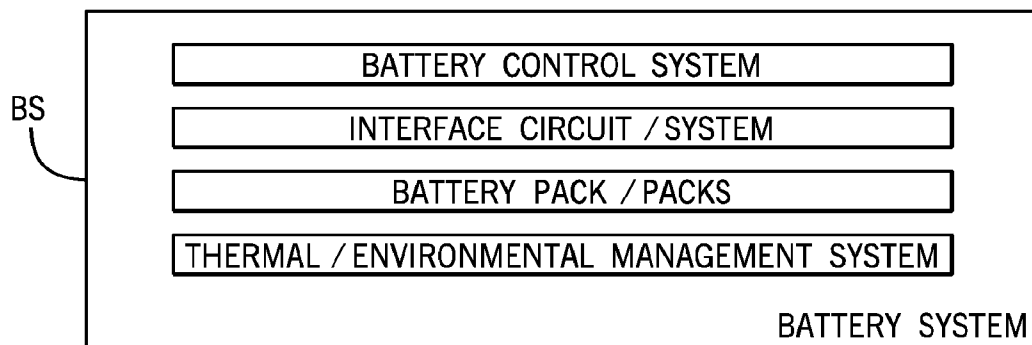 BATTERY CONTROL SYSTEM
BS
INTERFACE CIRCUIT / SYSTEM
BATTERY PACK / PACKS
THERMAL / ENVIRONMENTAL MANAGEMENT SYSTEM
BATTERY SYSTEM